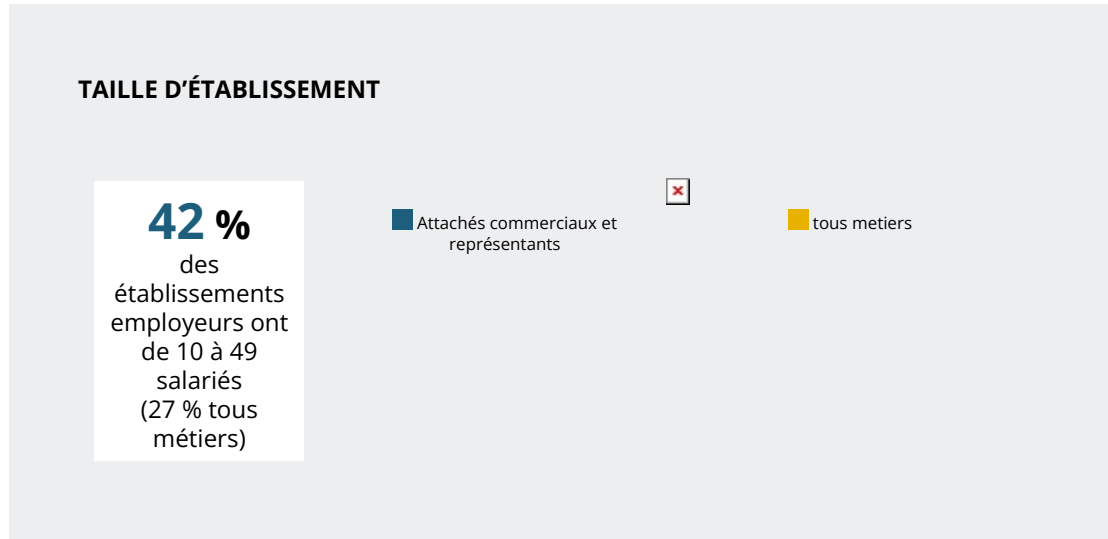 TAILLE D’ÉTABLISSEMENT
42 %
des
établissements
employeurs ont
de 10 à 49
salariés
(27 % tous
métiers)
Attachés commerciaux et
représentants
tous metiers